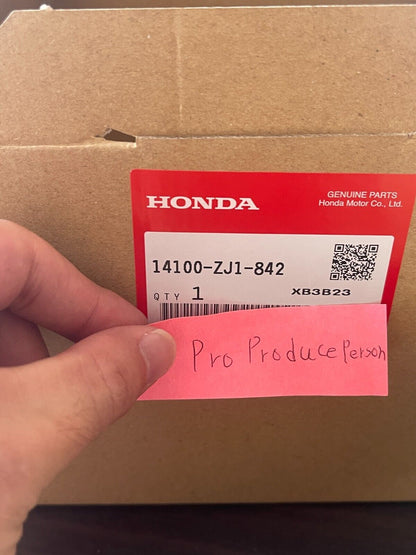 HONDA
GENUINE PARTS
Honda Motor Co., Ltd.
14100-ZJ1-842
QTY 1
XB3B23
Pro Produce Person